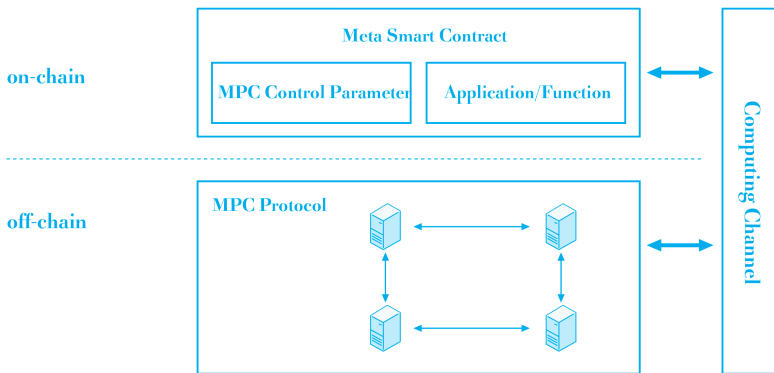 Meta Smart Contract
on-chain
MPC Control Parameter
Application/Function
Computing Channel
off-chain
MPC Protocol